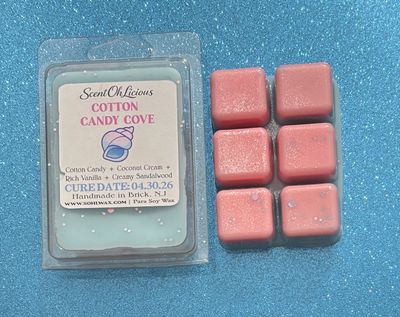 ScentOhLicious
COTTON
CANDY COVE
Cotton Candy + Coconut Cream +
Rich Vanilla + Creamy Sandalwood
CURE DATE: 04.30.26
Handmade in Brick, NJ
WWW.SOHLWAX.COM | Para Soy Wax